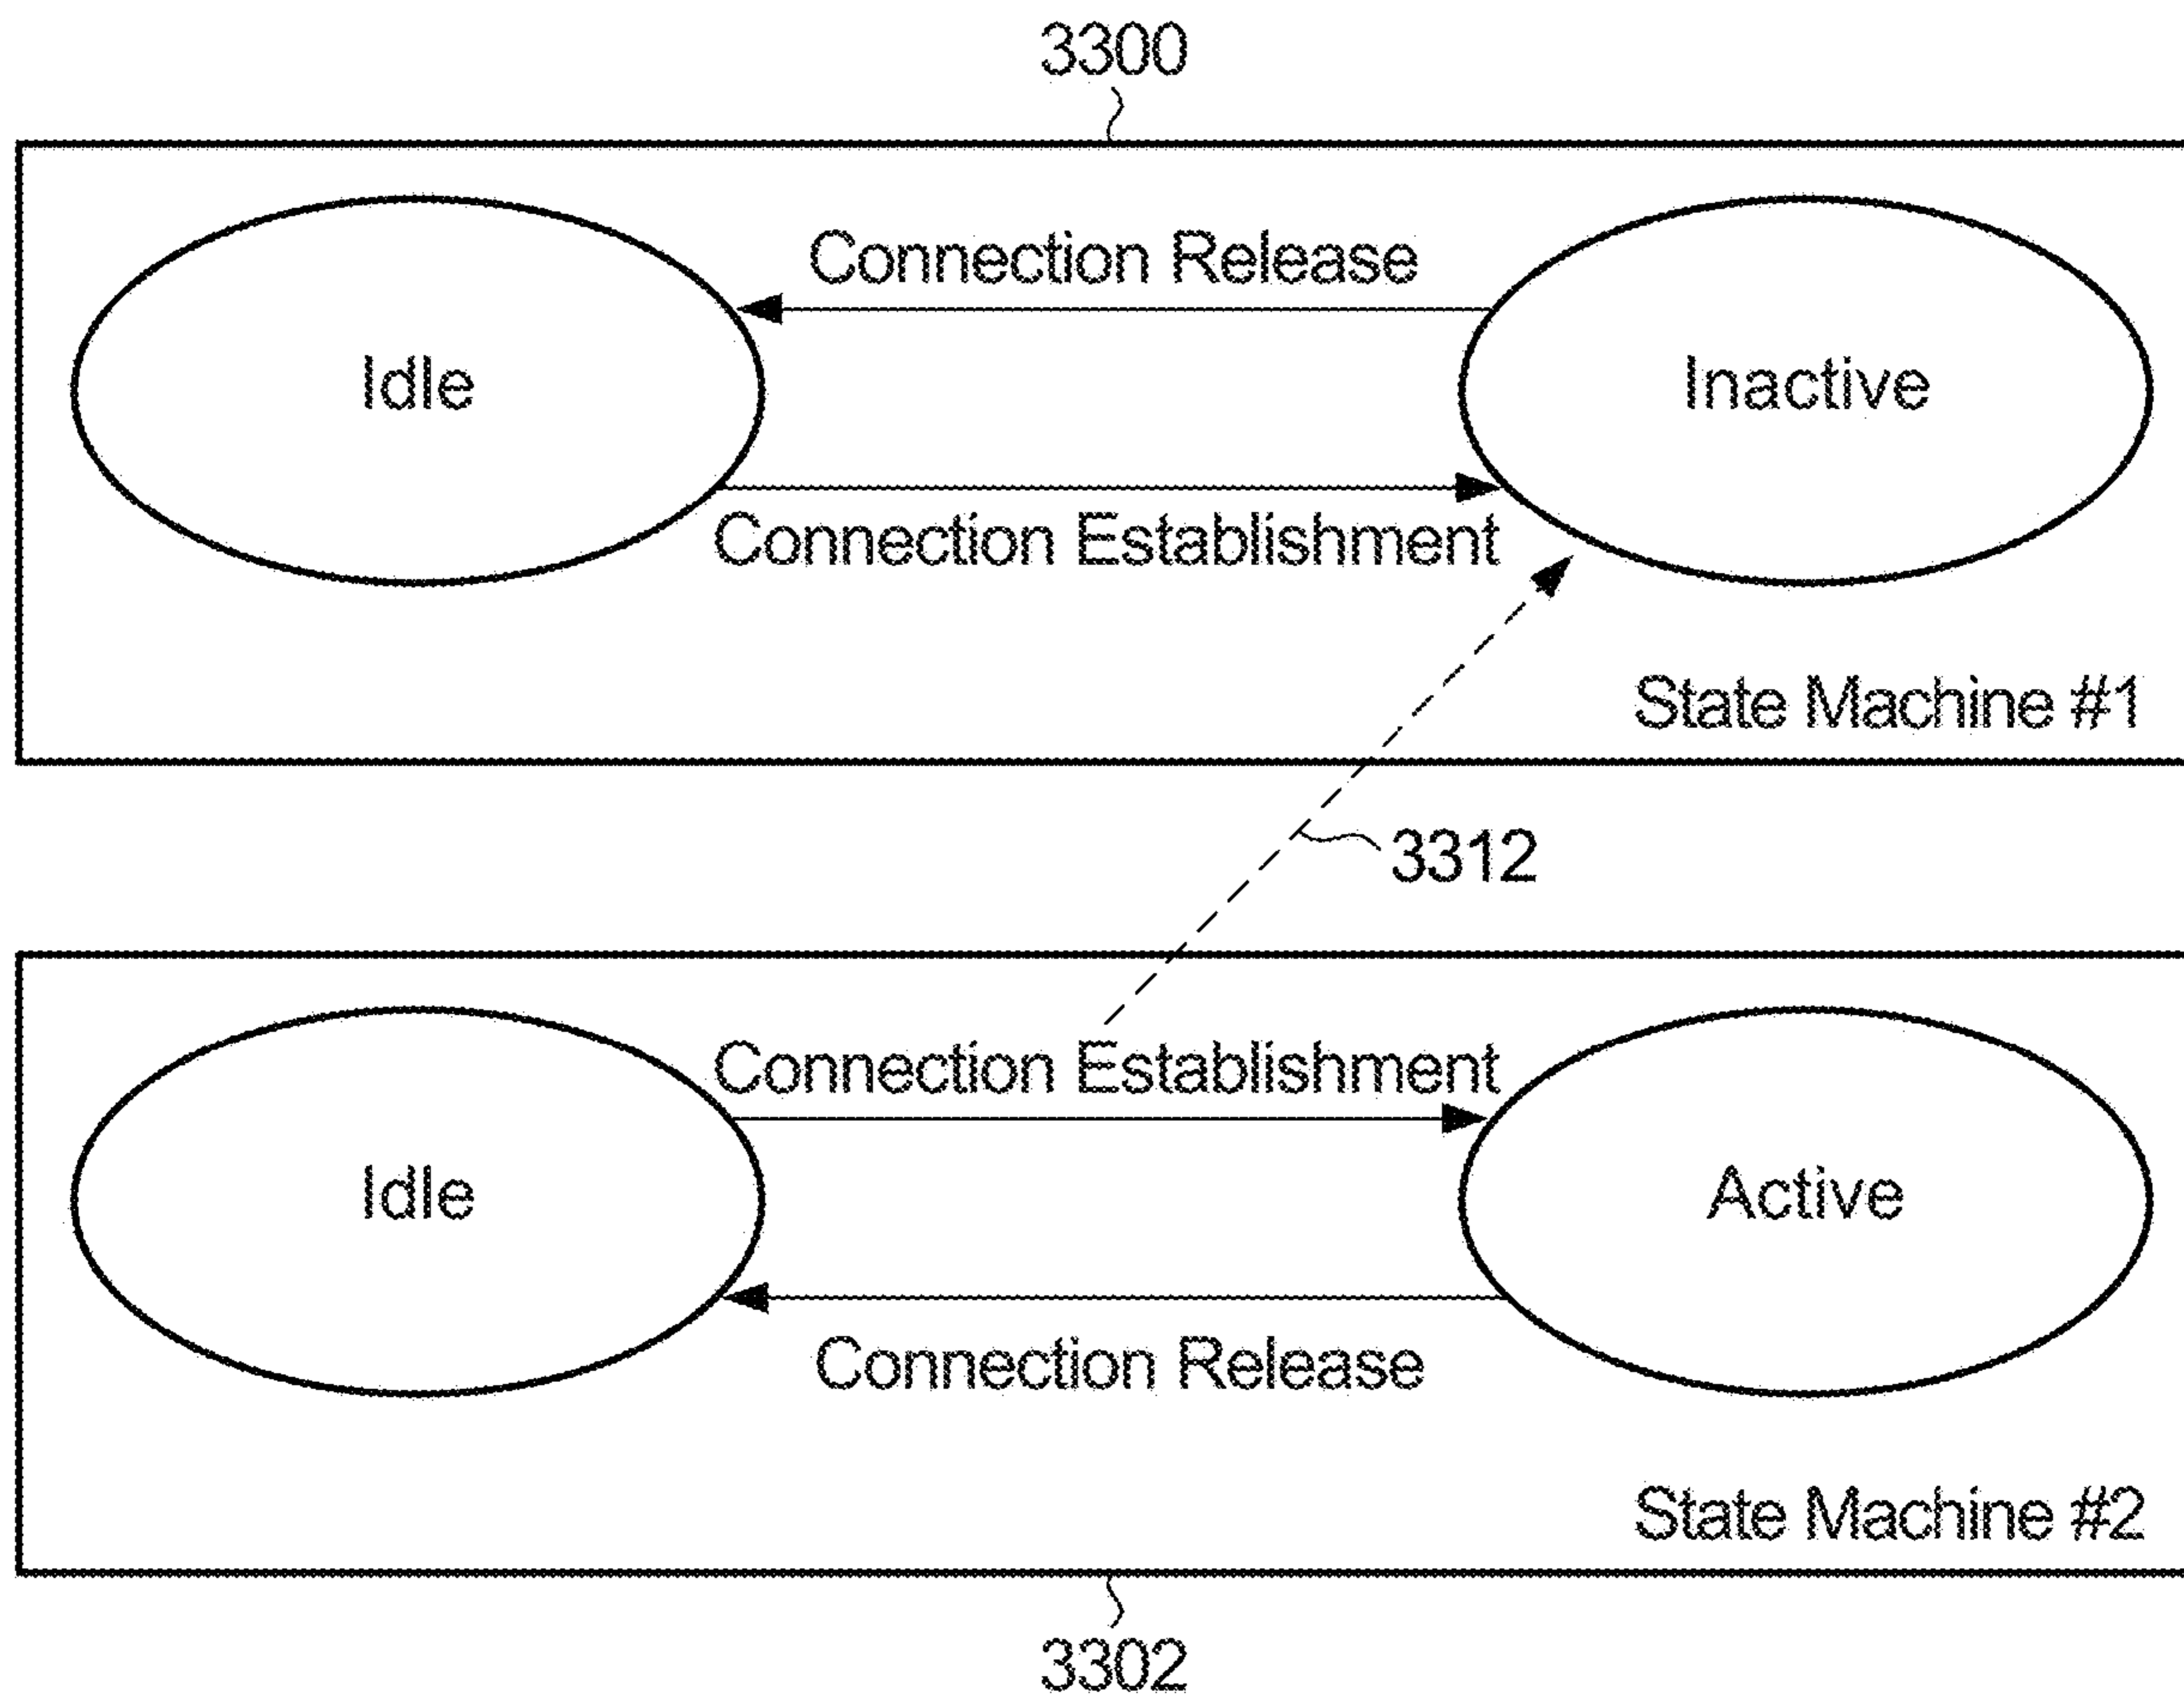 3300
Connection Release
Idle
Inactive
Connection Establishment
State Machine #1
3312
Connection Establishment
Idle
Active
Connection Release
State Machine #2
3302